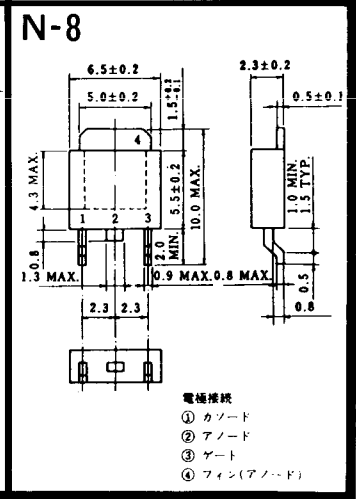 N-8
6.5±0.2
5.0±0.2
1.5+0.2-0.1
2.3±0.2
0.5±0.1
4
4.3 MAX.
5.5±0.2
10.0 MAX.
1.0 MIN.
1.5 TYP.
1 2 3
0.8
2.0 MIN.
1.3 MAX.
0.9 MAX.
0.8 MAX.
0.5
2.3 2.3
0.8
電極接続
① カソード
② アノード
③ ゲート
④ フィン(アノード)